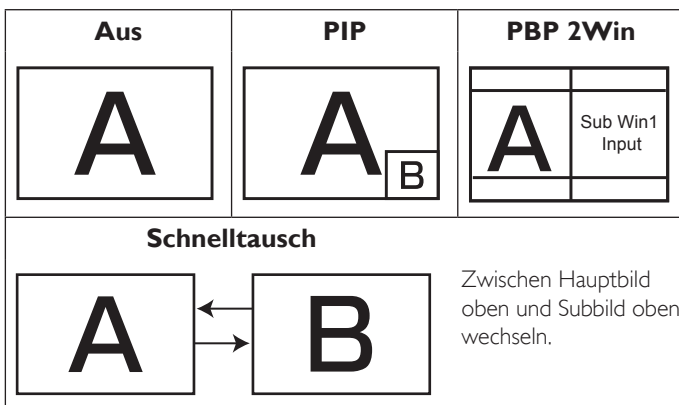 Aus PIP PBP 2Win
A A B A Sub Win1
Input
Schnelltausch
A B
Zwischen Hauptbild
oben und Subbild oben
wechseln.